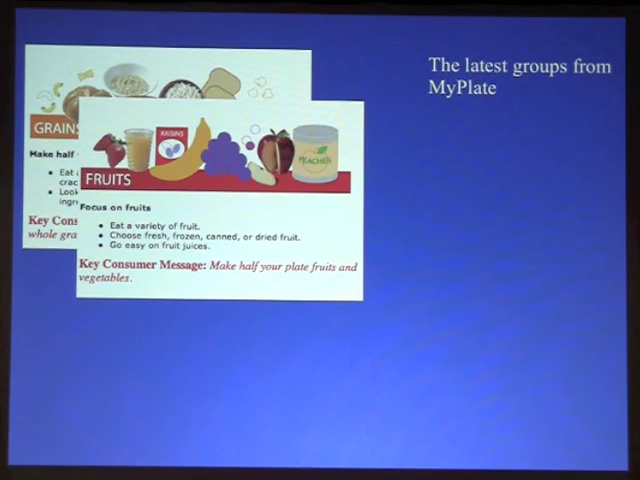 The latest groups from
MyPlate
GRAINS
Make half
Eat
crac
Look
ingre
Key Cons
whole gra
RAISINS
PEACHES
FRUITS
Focus on fruits
Eat a variety of fruit.
Choose fresh, frozen, canned, or dried fruit.
Go easy on fruit juices.
Key Consumer Message: Make half your plate fruits and
vegetables.